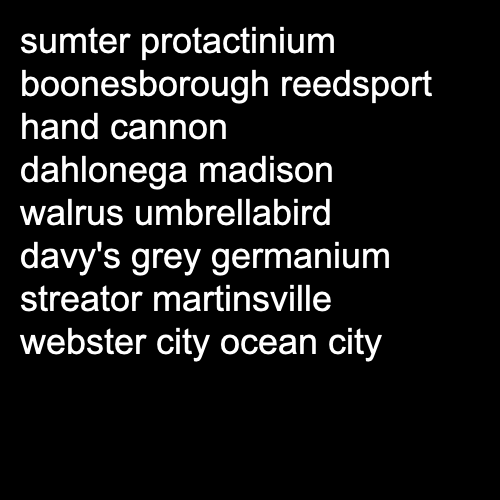 sumter protactinium
boonesborough reedsport
hand cannon
dahlonega madison
walrus umbrellabird
davy's grey germanium
streator martinsville
webster city ocean city